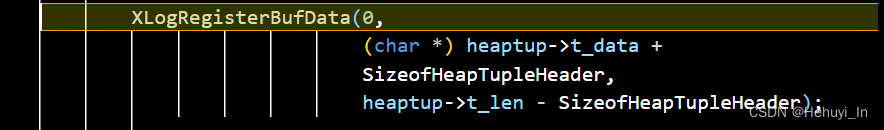 XLogRegisterBufData(0,
(char *) heaptup->t_data +
SizeofHeapTupleHeader,
heaptup->t_len - SizeofHeapTupleHeader);
CSDN @Hehuyi_In